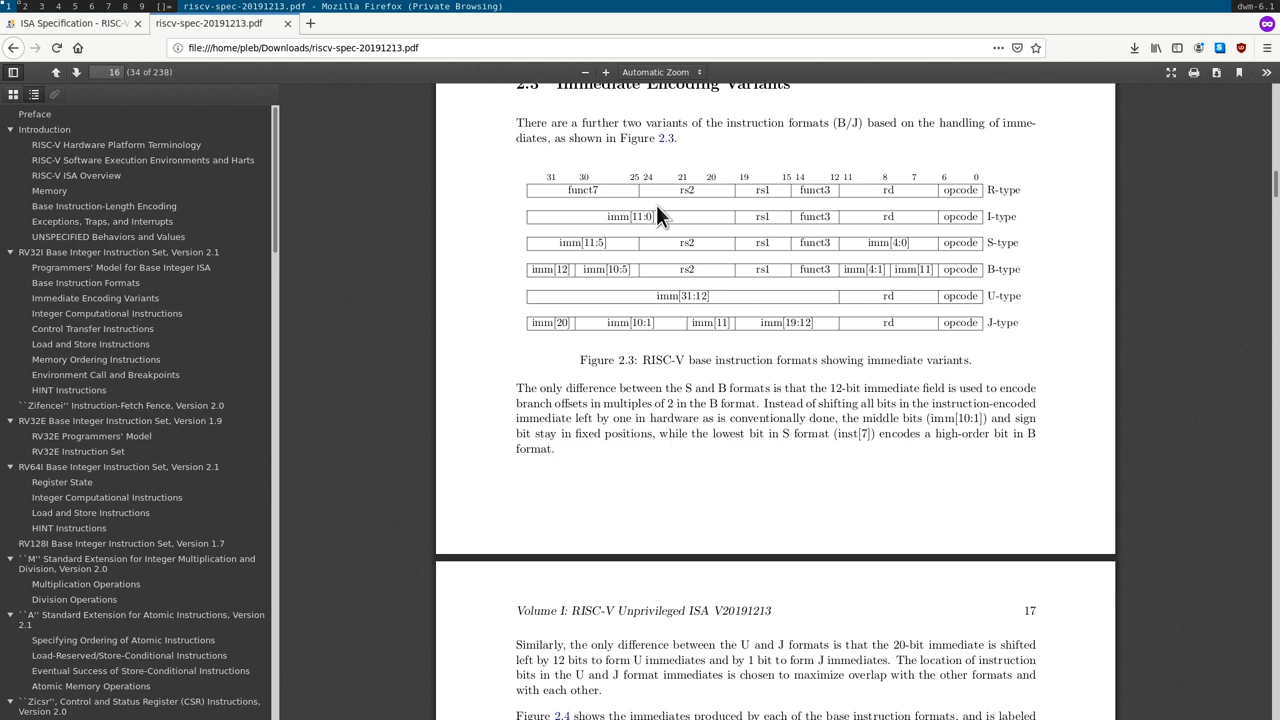 1 2 3 4 5 6 7 8 9 []= riscv-spec-20191213.pdf - Mozilla Firefox (Private Browsing) dwm-6.1
ISA Specification - RISC-V riscv-spec-20191213.pdf
file:///home/pleb/Downloads/riscv-spec-20191213.pdf
16 (34 of 238) Automatic Zoom
Preface
Introduction
RISC-V Hardware Platform Terminology
RISC-V Software Execution Environments and Harts
RISC-V ISA Overview
Memory
Base Instruction-Length Encoding
Exceptions, Traps, and Interrupts
UNSPECIFIED Behaviors and Values
RV32I Base Integer Instruction Set, Version 2.1
Programmers' Model for Base Integer ISA
Base Instruction Formats
Immediate Encoding Variants
Integer Computational Instructions
Control Transfer Instructions
Load and Store Instructions
Memory Ordering Instructions
Environment Call and Breakpoints
HINT Instructions
``Zifencei'' Instruction-Fetch Fence, Version 2.0
RV32E Base Integer Instruction Set, Version 1.9
RV32E Programmers' Model
RV32E Instruction Set
RV64I Base Integer Instruction Set, Version 2.1
Register State
Integer Computational Instructions
Load and Store Instructions
HINT Instructions
RV128I Base Integer Instruction Set, Version 1.7
``M'' Standard Extension for Integer Multiplication and
Division, Version 2.0
Multiplication Operations
Division Operations
``A'' Standard Extension for Atomic Instructions, Version
2.1
Specifying Ordering of Atomic Instructions
Load-Reserved/Store-Conditional Instructions
Eventual Success of Store-Conditional Instructions
Atomic Memory Operations
``Zicsr'', Control and Status Register (CSR) Instructions,
Version 2.0
2.3 Immediate Encoding Variants
There are a further two variants of the instruction formats (B/J) based on the handling of imme-
diates, as shown in Figure 2.3.
31 30 25 24 21 20 19 15 14 12 11 8 7 6 0
funct7 rs2 rs1 funct3 rd opcode R-type
imm[11:0] rs1 funct3 rd opcode I-type
imm[11:5] rs2 rs1 funct3 imm[4:0] opcode S-type
imm[12] imm[10:5] rs2 rs1 funct3 imm[4:1] imm[11] opcode B-type
imm[31:12] rd opcode U-type
imm[20] imm[10:1] imm[11] imm[19:12] rd opcode J-type
Figure 2.3: RISC-V base instruction formats showing immediate variants.
The only difference between the S and B formats is that the 12-bit immediate field is used to encode
branch offsets in multiples of 2 in the B format. Instead of shifting all bits in the instruction-encoded
immediate left by one in hardware as is conventionally done, the middle bits (imm[10:1]) and sign
bit stay in fixed positions, while the lowest bit in S format (inst[7]) encodes a high-order bit in B
format.
Volume I: RISC-V Unprivileged ISA V20191213 17
Similarly, the only difference between the U and J formats is that the 20-bit immediate is shifted
left by 12 bits to form U immediates and by 1 bit to form J immediates. The location of instruction
bits in the U and J format immediates is chosen to maximize overlap with the other formats and
with each other.
Figure 2.4 shows the immediates produced by each of the base instruction formats, and is labeled